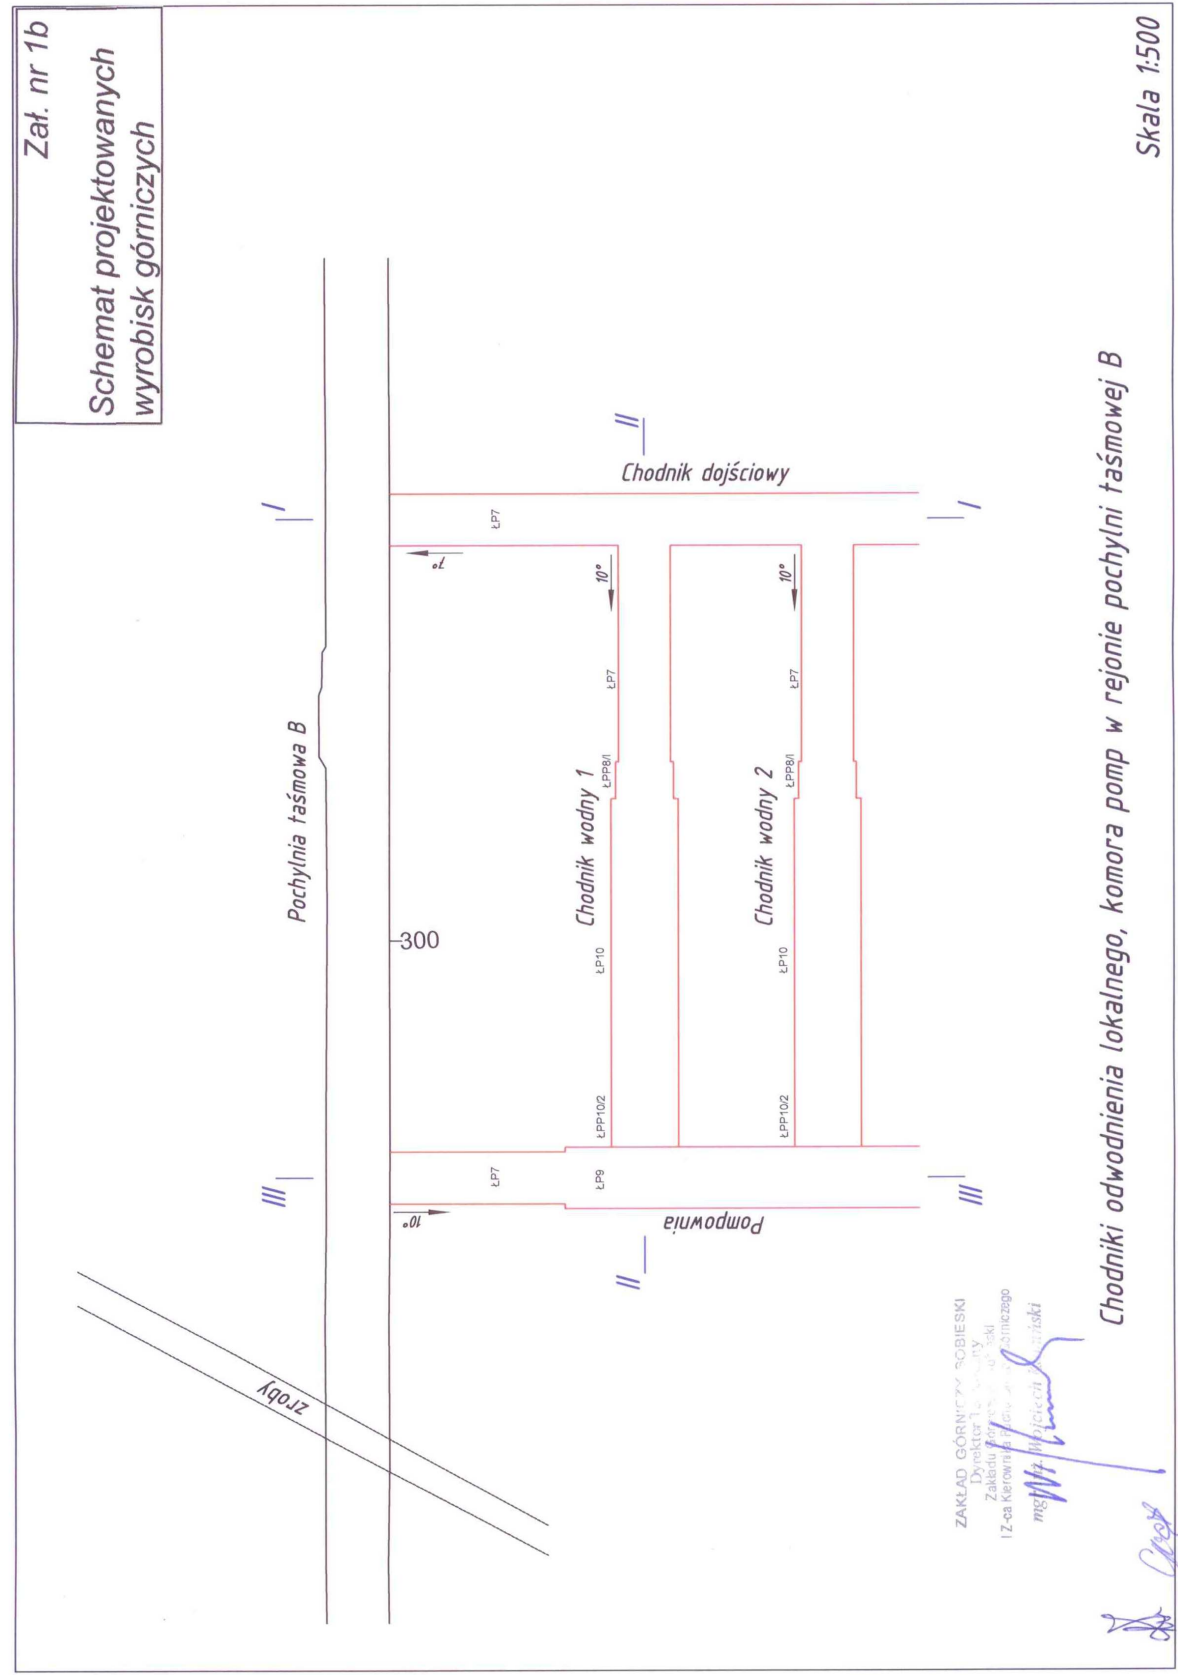 Zał. nr 1b
Schemat projektowanych
wyrobisk górniczych
Pochylnia taśmowa B
zroby
III
I
300
10°
7°
ŁP7
ŁP7
II
II
Chodnik wodny 1
ŁPP10/2
ŁP10
ŁPP8/I
ŁP7
10°
ŁP9
Pompownia
Chodnik dojściowy
Chodnik wodny 2
ŁPP10/2
ŁP10
ŁPP8/I
ŁP7
10°
III
I
Chodniki odwodnienia lokalnego, komora pomp w rejonie pochylni taśmowej B
Skala 1:500
ZAKŁAD GÓRNICZY SOBIESKI
Dyrektor
Zakładu
I Z-ca Kierownika
mgr inż. Wojciech